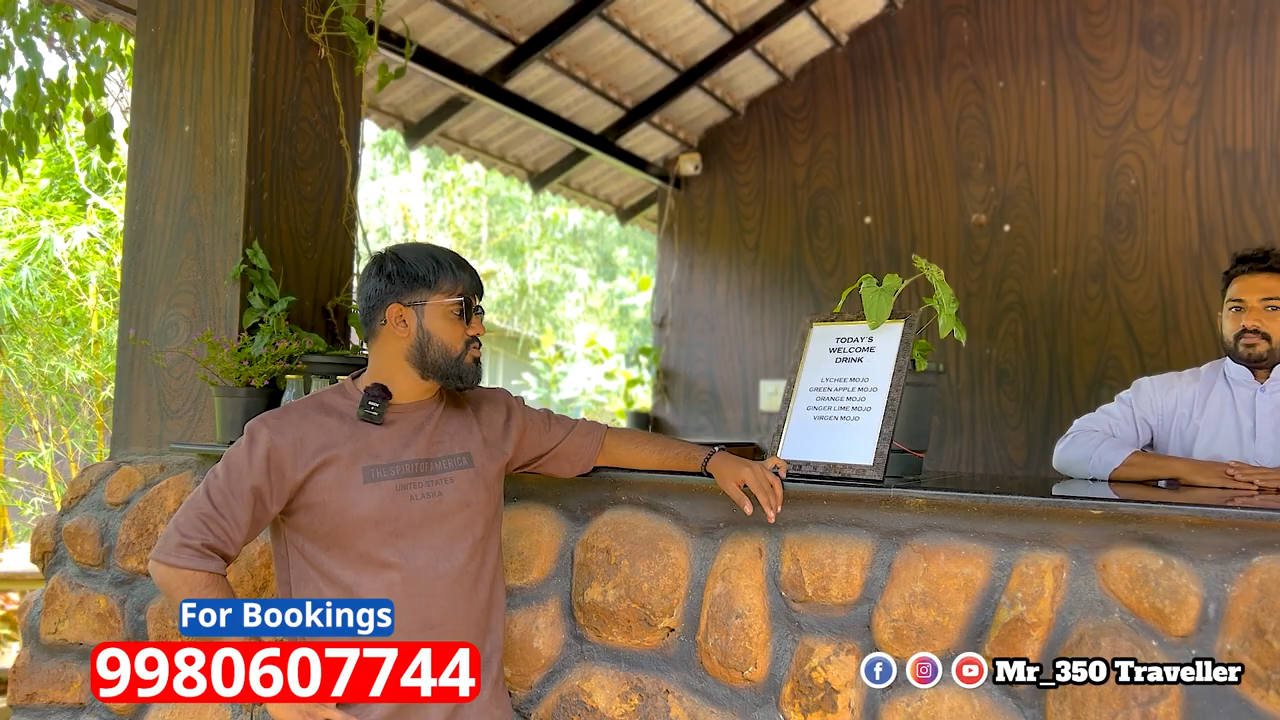 TODAY'S
WELCOME
DRINK
LYCHEE MOJO
GREEN APPLE MOJO
ORANGE MOJO
GINGER LIME MOJO
VIRGEN MOJO
THE SPIRIT OF AMERICA
UNITED STATES
ALASKA
For Bookings
9980607744
Mr_350 Traveller